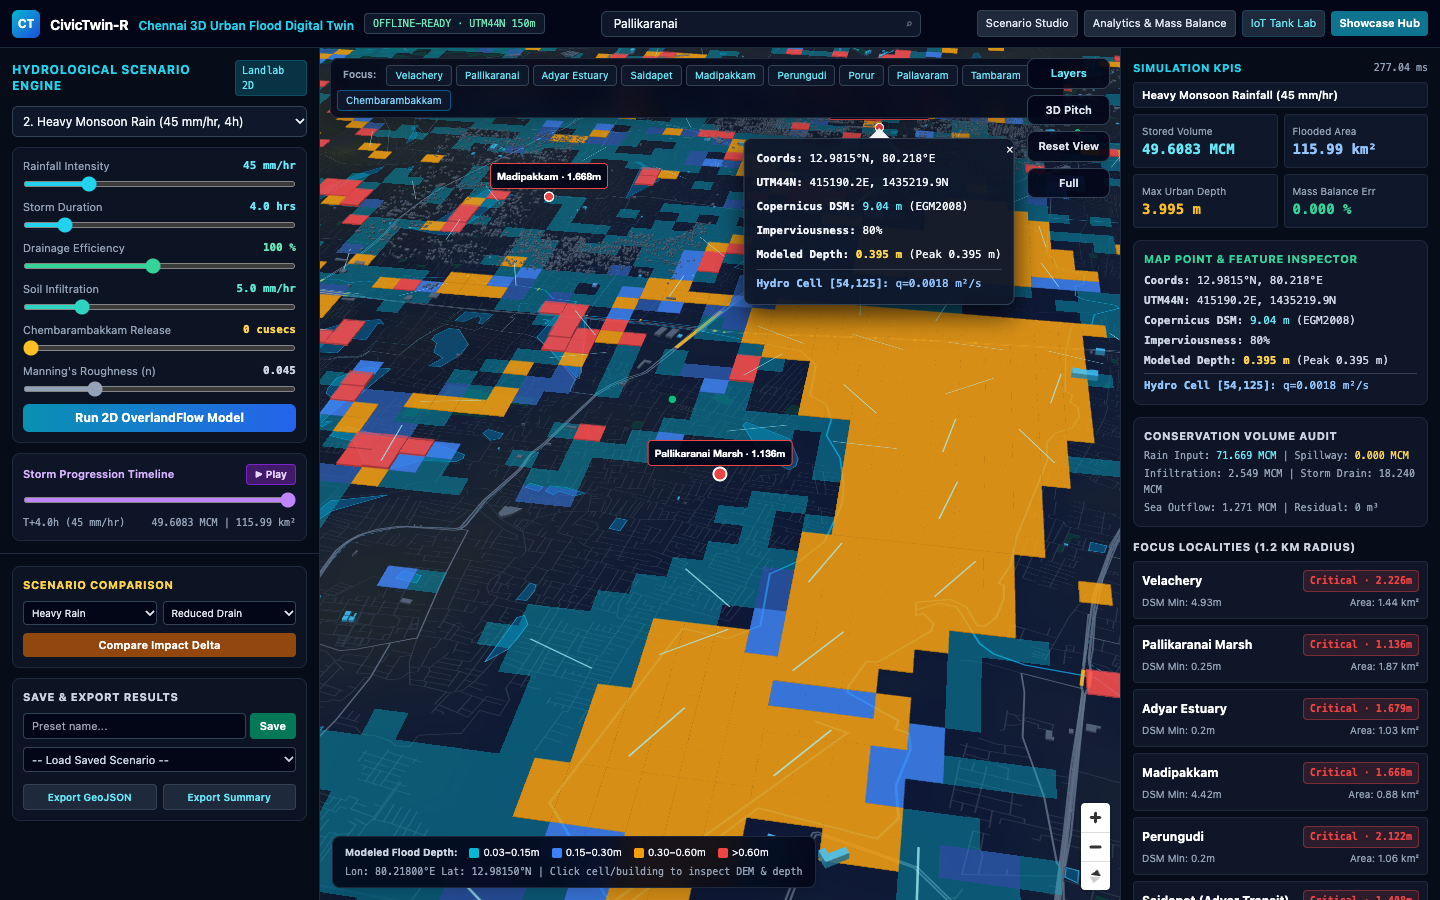 CT CivicTwin-R Chennai 3D Urban Flood Digital Twin OFFLINE-READY · UTM44N 150m
Pallikaranai
Scenario Studio Analytics & Mass Balance IoT Tank Lab Showcase Hub
HYDROLOGICAL SCENARIO ENGINE
Landlab 2D
2. Heavy Monsoon Rain (45 mm/hr, 4h)
Rainfall Intensity 45 mm/hr
Storm Duration 4.0 hrs
Drainage Efficiency 100 %
Soil Infiltration 5.0 mm/hr
Chembarambakkam Release 0 cusecs
Manning's Roughness (n) 0.045
Run 2D OverlandFlow Model
Storm Progression Timeline ▶ Play
T+4.0h (45 mm/hr) 49.6083 MCM | 115.99 km²
SCENARIO COMPARISON
Heavy Rain Reduced Drain
Compare Impact Delta
SAVE & EXPORT RESULTS
Preset name... Save
-- Load Saved Scenario --
Export GeoJSON Export Summary
Focus: Velachery Pallikaranai Adyar Estuary Saidapet Madipakkam Perungudi Porur Pallavaram Tambaram
Chembarambakkam
Layers
3D Pitch
Reset View
Full
Madipakkam · 1.668m
×
Coords: 12.9815°N, 80.218°E
UTM44N: 415190.2E, 1435219.9N
Copernicus DSM: 9.04 m (EGM2008)
Imperviousness: 80%
Modeled Depth: 0.395 m (Peak 0.395 m)
Hydro Cell [54,125]: q=0.0018 m²/s
Pallikaranai Marsh · 1.136m
Modeled Flood Depth: 0.03–0.15m 0.15–0.30m 0.30–0.60m >0.60m
Lon: 80.21800°E Lat: 12.98150°N | Click cell/building to inspect DEM & depth
+
−
SIMULATION KPIS 277.04 ms
Heavy Monsoon Rainfall (45 mm/hr)
Stored Volume 49.6083 MCM
Flooded Area 115.99 km²
Max Urban Depth 3.995 m
Mass Balance Err 0.000 %
MAP POINT & FEATURE INSPECTOR
Coords: 12.9815°N, 80.218°E
UTM44N: 415190.2E, 1435219.9N
Copernicus DSM: 9.04 m (EGM2008)
Imperviousness: 80%
Modeled Depth: 0.395 m (Peak 0.395 m)
Hydro Cell [54,125]: q=0.0018 m²/s
CONSERVATION VOLUME AUDIT
Rain Input: 71.669 MCM | Spillway: 0.000 MCM
Infiltration: 2.549 MCM | Storm Drain: 18.240
MCM
Sea Outflow: 1.271 MCM | Residual: 0 m³
FOCUS LOCALITIES (1.2 KM RADIUS)
Velachery Critical · 2.226m
DSM Min: 4.93m Area: 1.44 km²
Pallikaranai Marsh Critical · 1.136m
DSM Min: 0.25m Area: 1.87 km²
Adyar Estuary Critical · 1.679m
DSM Min: 0.2m Area: 1.03 km²
Madipakkam Critical · 1.668m
DSM Min: 4.42m Area: 0.88 km²
Perungudi Critical · 2.122m
DSM Min: 0.2m Area: 1.06 km²
Saidapet (Adyar Transit)